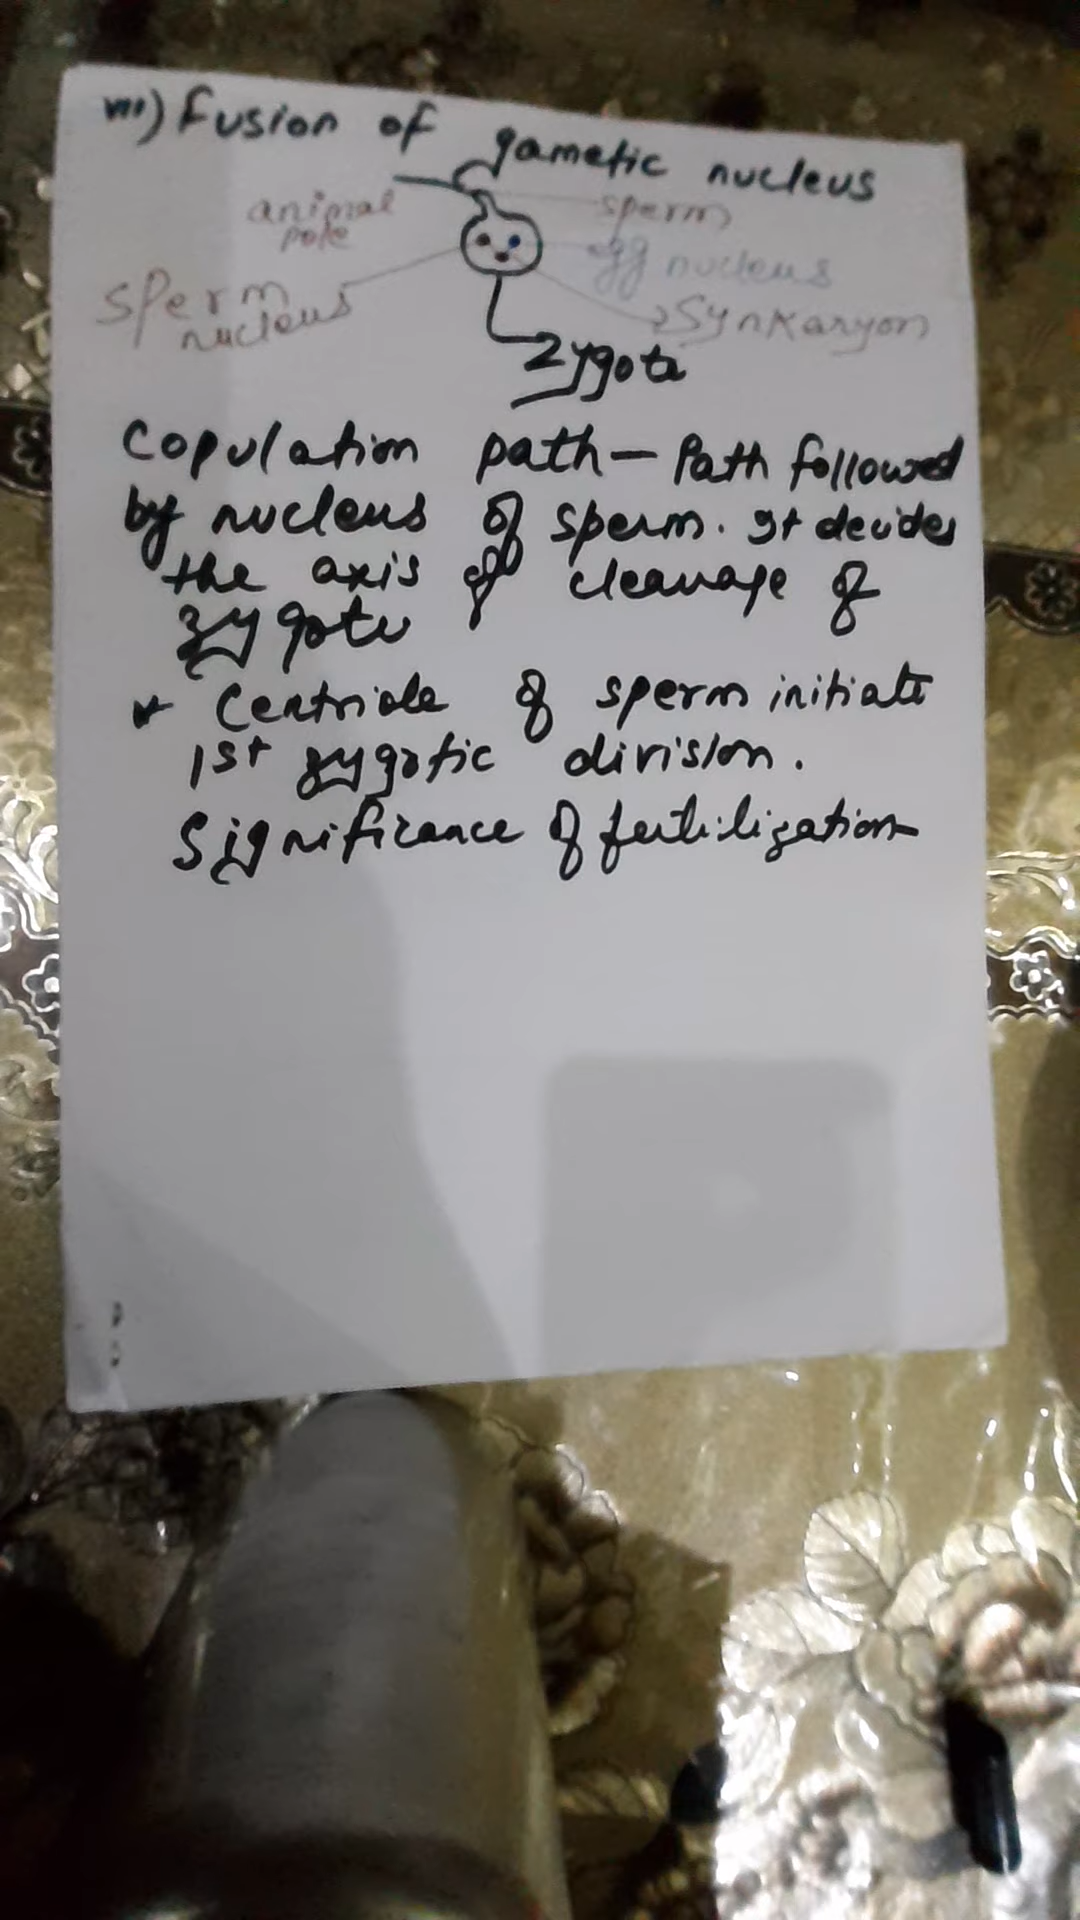 VIII) Fusion of gametic nucleus
animal pole
sperm
egg nucleus
sperm nucleus
Synkaryon
Zygote
Copulation path - Path followed
by nucleus of sperm. It decides
the axis of cleavage of
zygote
* Centriole of sperm initiate
1st zygotic division.
Significance of fertilization